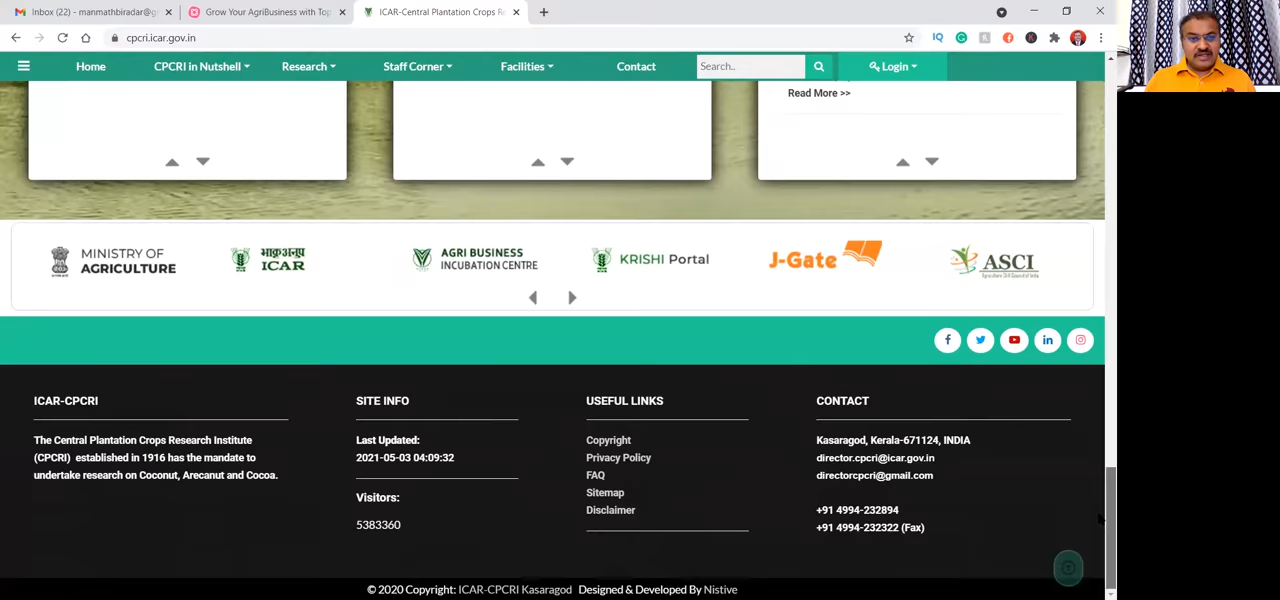 Inbox (22) - manmathbiradar@g
Grow Your AgriBusiness with Top
ICAR-Central Plantation Crops Re
cpcri.icar.gov.in
Home
CPCRI in Nutshell
Research
Staff Corner
Facilities
Contact
Search..
Login
Read More >>
MINISTRY OF
AGRICULTURE
भाकृअनुप
ICAR
AGRI BUSINESS
INCUBATION CENTRE
KRISHI Portal
J-Gate
ASCI
ICAR-CPCRI
The Central Plantation Crops Research Institute
(CPCRI) established in 1916 has the mandate to
undertake research on Coconut, Arecanut and Cocoa.
SITE INFO
Last Updated:
2021-05-03 04:09:32
Visitors:
5383360
USEFUL LINKS
Copyright
Privacy Policy
FAQ
Sitemap
Disclaimer
CONTACT
Kasaragod, Kerala-671124, INDIA
director.cpcri@icar.gov.in
directorcpcri@gmail.com
+91 4994-232894
+91 4994-232322 (Fax)
© 2020 Copyright: ICAR-CPCRI Kasaragod Designed & Developed By Nistive